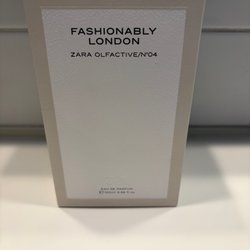 FASHIONABLY
LONDON
ZARA OLFACTIVE/Nº04
EAU DE PARFUM